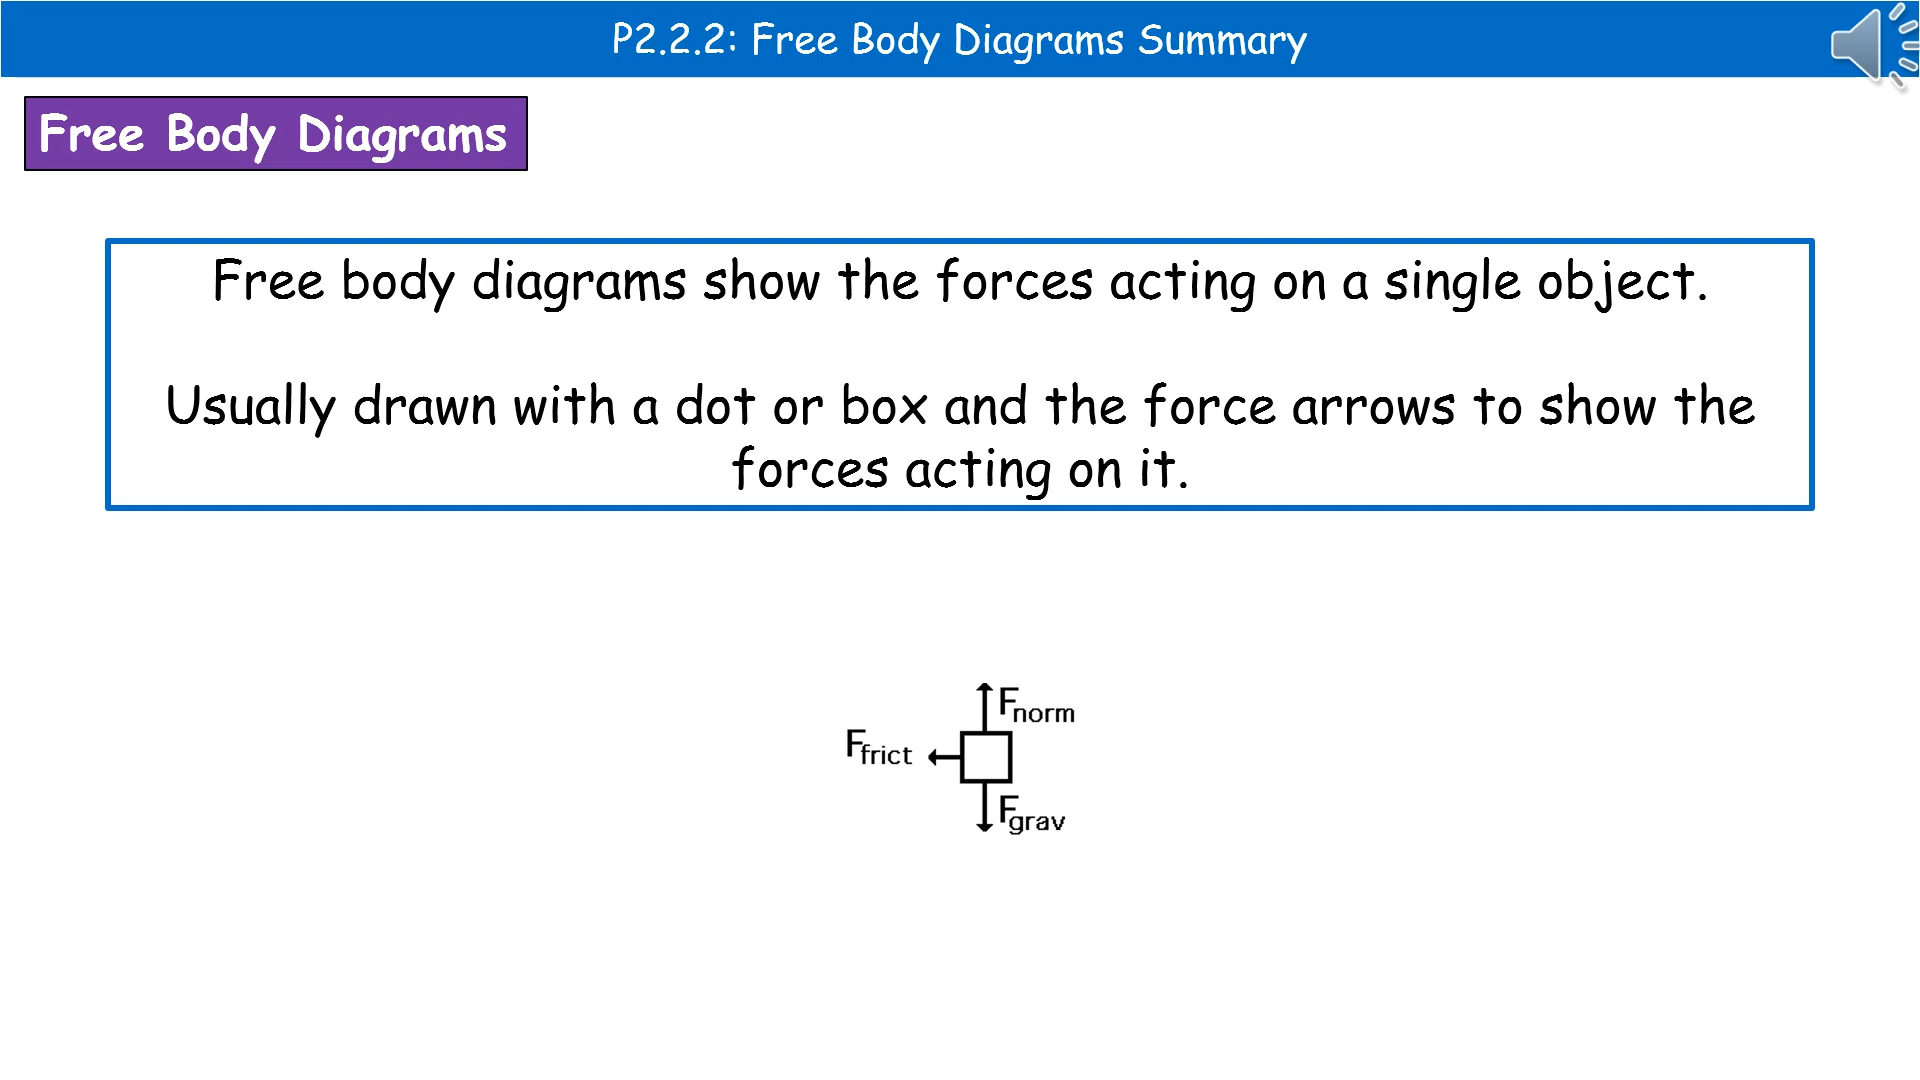 P2.2.2: Free Body Diagrams Summary
Free Body Diagrams
Free body diagrams show the forces acting on a single object.
Usually drawn with a dot or box and the force arrows to show the
forces acting on it.
Fnorm
Ffrict
Fgrav